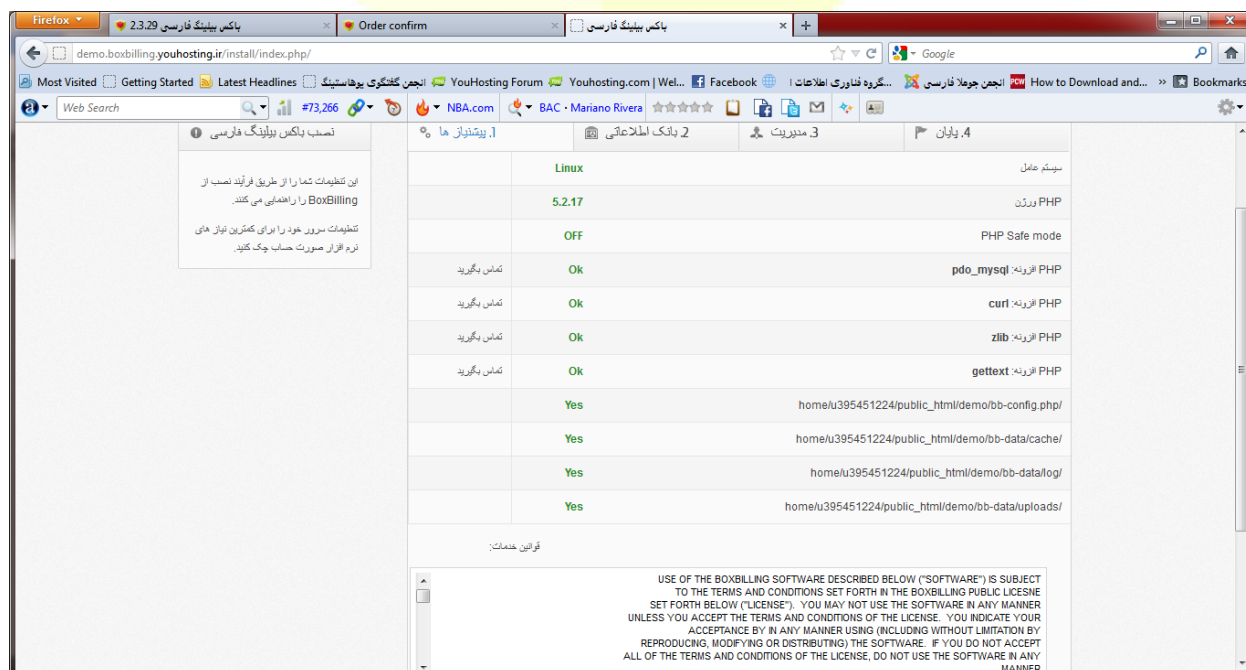 Firefox
باکس بیلینگ فارسی 2.3.29
Order confirm
باکس بیلینگ فارسی
demo.boxbilling.youhosting.ir/install/index.php/
Google
Most Visited Getting Started Latest Headlines انجمن گفتگوی یوهاستینگ YouHosting Forum Youhosting.com | Wel... Facebook گروه فناوری اطلاعات ا... انجمن جوملا فارسی How to Download and... » Bookmarks
Web Search #73,266 NBA.com BAC · Mariano Rivera
نصب باکس بیلینگ فارسی
1. پیشنیاز ها
2. بانک اطلاعاتی
3. مدیریت
4. پایان
این تنظیمات شما را از طریق فرآیند نصب از
BoxBilling را راهنمایی می کنند.
تنظیمات سرور خود را برای کمترین نیاز های
نرم افزار صورت حساب چک کنید.
سیستم عامل Linux
PHP ورژن 5.2.17
PHP Safe mode OFF
PHP افزونه: pdo_mysql Ok تماس بگیرید
PHP افزونه: curl Ok تماس بگیرید
PHP افزونه: zlib Ok تماس بگیرید
PHP افزونه: gettext Ok تماس بگیرید
home/u395451224/public_html/demo/bb-config.php/ Yes
home/u395451224/public_html/demo/bb-data/cache/ Yes
home/u395451224/public_html/demo/bb-data/log/ Yes
home/u395451224/public_html/demo/bb-data/uploads/ Yes
قوانین خدمات:
USE OF THE BOXBILLING SOFTWARE DESCRIBED BELOW ("SOFTWARE") IS SUBJECT
TO THE TERMS AND CONDITIONS SET FORTH IN THE BOXBILLING PUBLIC LICESNE
SET FORTH BELOW ("LICENSE"). YOU MAY NOT USE THE SOFTWARE IN ANY MANNER
UNLESS YOU ACCEPT THE TERMS AND CONDITIONS OF THE LICENSE. YOU INDICATE YOUR
ACCEPTANCE BY IN ANY MANNER USING (INCLUDING WITHOUT LIMITATION BY
REPRODUCING, MODIFYING OR DISTRIBUTING) THE SOFTWARE. IF YOU DO NOT ACCEPT
ALL OF THE TERMS AND CONDITIONS OF THE LICENSE, DO NOT USE THE SOFTWARE IN ANY
MANNER